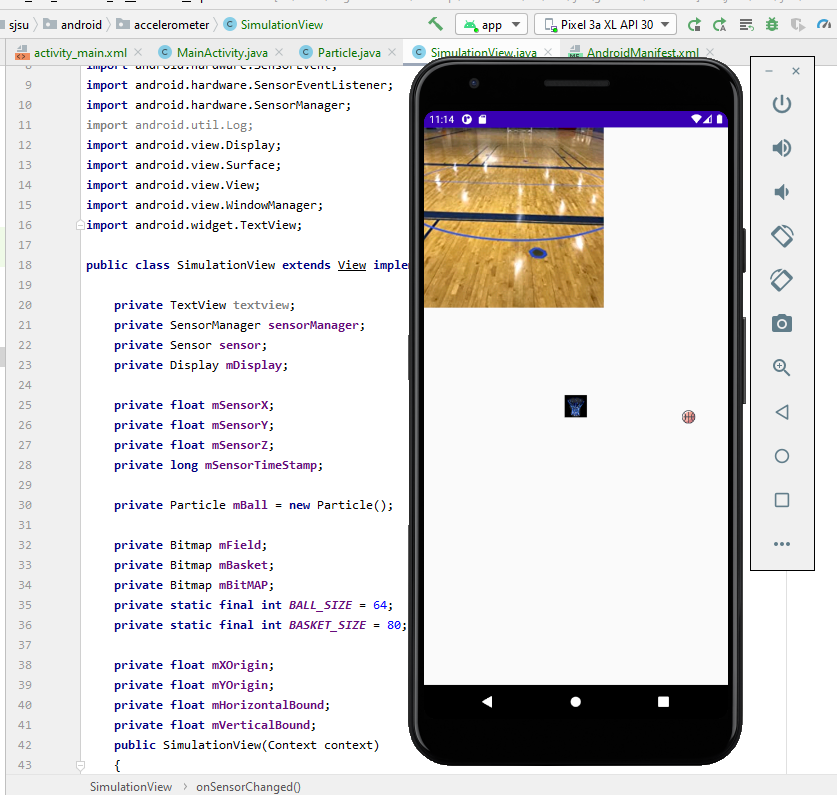 sjsu > android > accelerometer > SimulationView
app
Pixel 3a XL API 30
activity_main.xml
MainActivity.java
Particle.java
SimulationView.java
AndroidManifest.xml
8 import android.hardware.SensorEvent;
9 import android.hardware.SensorEventListener;
10 import android.hardware.SensorManager;
11 import android.util.Log;
12 import android.view.Display;
13 import android.view.Surface;
14 import android.view.View;
15 import android.view.WindowManager;
16 import android.widget.TextView;
17
18 public class SimulationView extends View implem
19
20 private TextView textview;
21 private SensorManager sensorManager;
22 private Sensor sensor;
23 private Display mDisplay;
24
25 private float mSensorX;
26 private float mSensorY;
27 private float mSensorZ;
28 private long mSensorTimeStamp;
29
30 private Particle mBall = new Particle();
31
32 private Bitmap mField;
33 private Bitmap mBasket;
34 private Bitmap mBitMAP;
35 private static final int BALL_SIZE = 64;
36 private static final int BASKET_SIZE = 80;
37
38 private float mXOrigin;
39 private float mYOrigin;
40 private float mHorizontalBound;
41 private float mVerticalBound;
42 public SimulationView(Context context)
43 {
SimulationView > onSensorChanged()
11:14